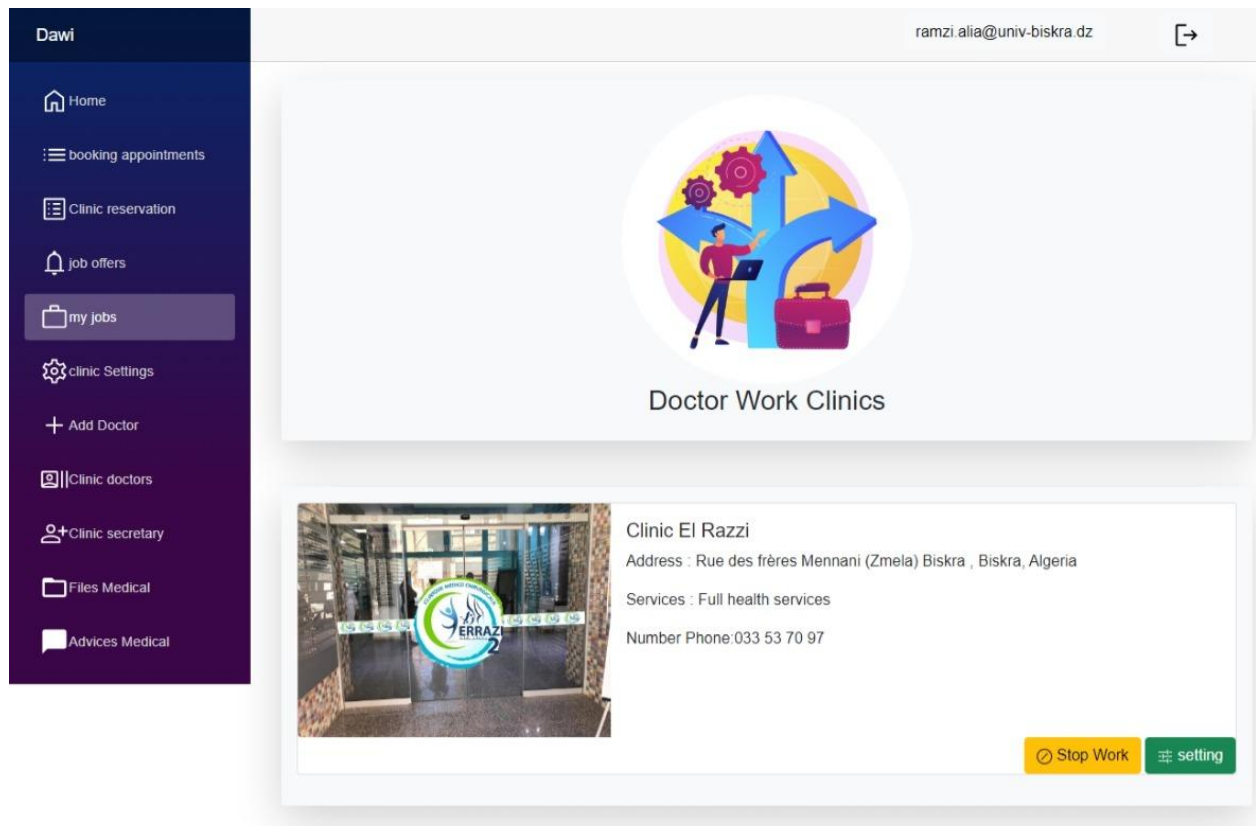 Dawi
ramzi.alia@univ-biskra.dz
Home
booking appointments
Clinic reservation
job offers
my jobs
clinic Settings
Add Doctor
Clinic doctors
Clinic secretary
Files Medical
Advices Medical
Doctor Work Clinics
ERRAZI
2
Clinic El Razzi
Address : Rue des frères Mennani (Zmela) Biskra , Biskra, Algeria
Services : Full health services
Number Phone:033 53 70 97
Stop Work
setting